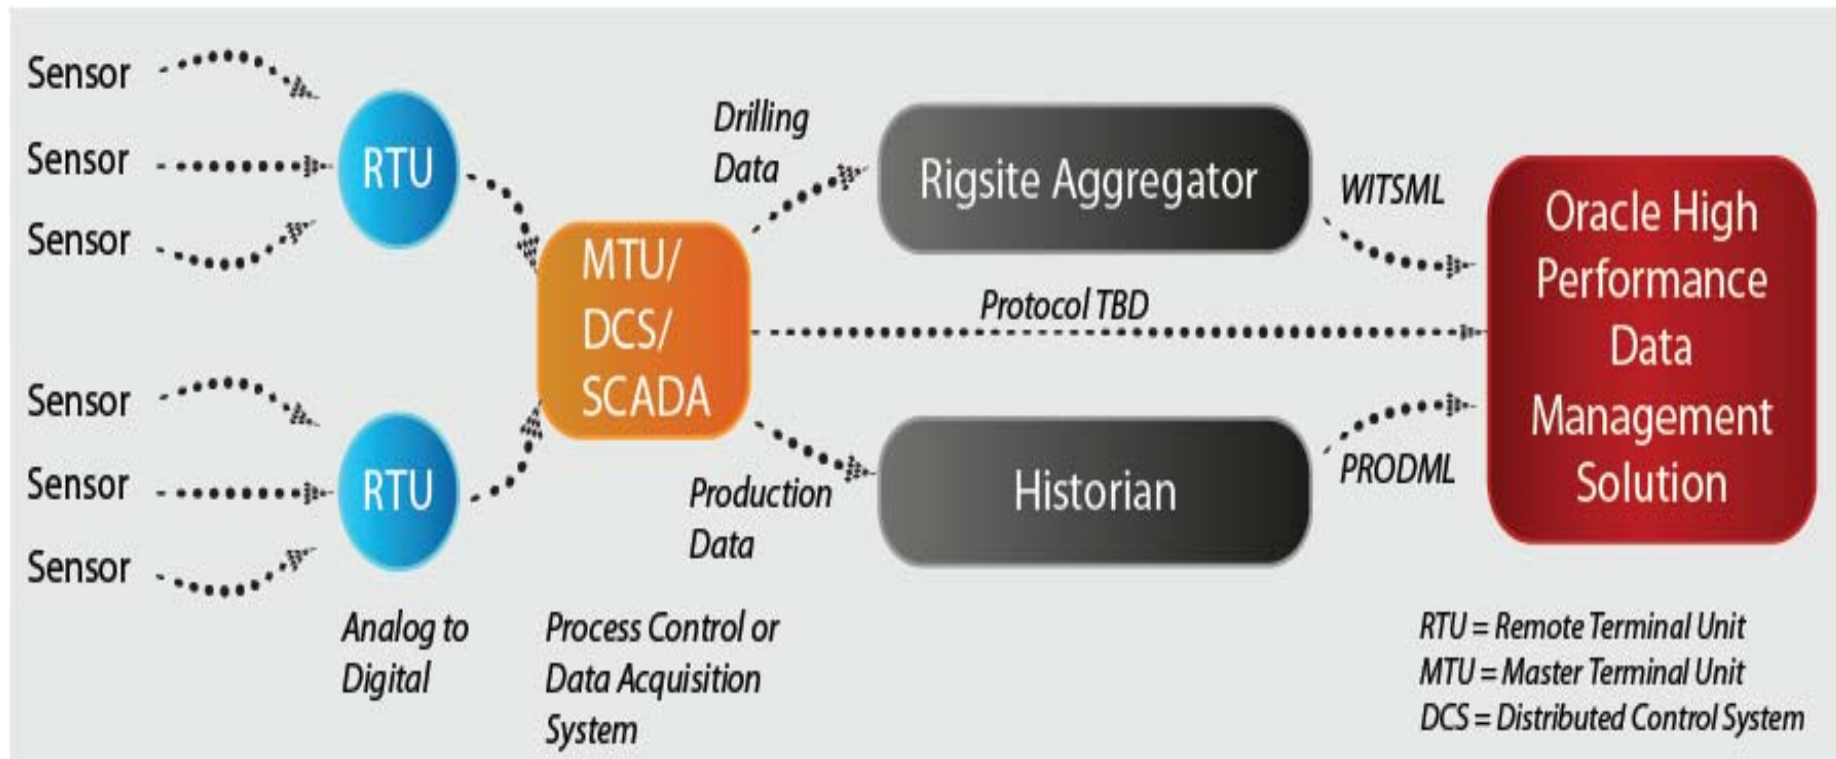 Sensor
Sensor
Sensor
RTU
Sensor
Sensor
Sensor
RTU
Analog to
Digital
MTU/
DCS/
SCADA
Process Control or
Data Acquisition
System
Drilling
Data
Rigsite Aggregator
WITSML
Protocol TBD
Production
Data
Historian
PRODML
Oracle High
Performance
Data
Management
Solution
RTU = Remote Terminal Unit
MTU = Master Terminal Unit
DCS = Distributed Control System